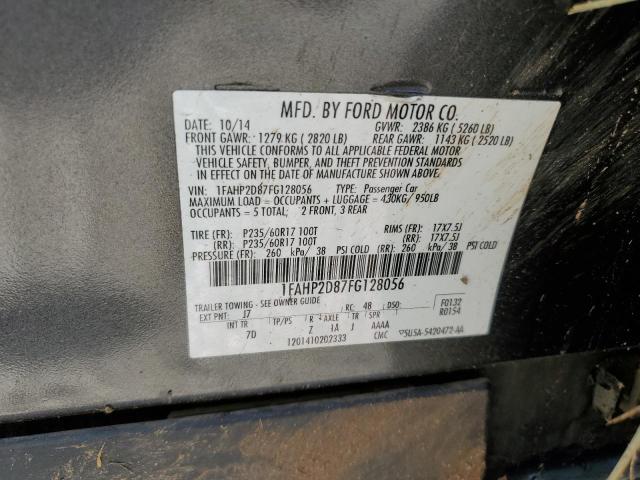 MFD. BY FORD MOTOR CO.
DATE: 10/14 GVWR: 2386 KG ( 5260 LB)
FRONT GAWR: 1279 KG ( 2820 LB) REAR GAWR: 1143 KG ( 2520 LB)
THIS VEHICLE CONFORMS TO ALL APPLICABLE FEDERAL MOTOR
VEHICLE SAFETY, BUMPER, AND THEFT PREVENTION STANDARDS
IN EFFECT ON THE DATE OF MANUFACTURE SHOWN ABOVE.
VIN: 1FAHP2D87FG128056 TYPE: Passenger Car
MAXIMUM LOAD = OCCUPANTS + LUGGAGE = 430KG/950LB
OCCUPANTS = 5 TOTAL: 2 FRONT, 3 REAR
TIRE (FR): P235/60R17 100T RIMS (FR): 17X7.5J
(RR): P235/60R17 100T (RR): 17X7.5J
PRESSURE (FR): 260 kPa/ 38 PSI COLD (RR): 260 kPa/ 38 PSI COLD
1FAHP2D87FG128056
TRAILER TOWING - SEE OWNER GUIDE
EXT PNT: J7 RC: 48 DSO: F0132
R0154
INT TR TP/PS R AXLE TR SPR
7D Z 1A J AAAA
1201410202333 CMC 5U5A-5420472-AA